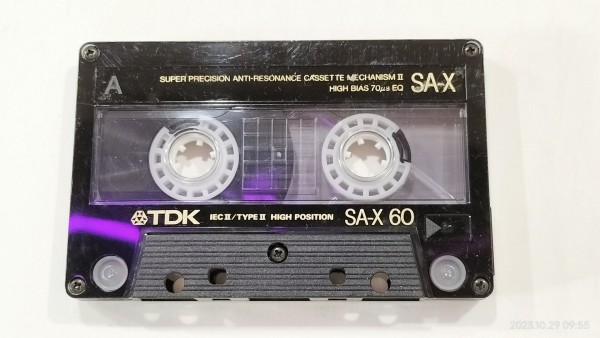 A
SUPER PRECISION ANTI-RESONANCE CASSETTE MECHANISM II
HIGH BIAS 70µs EQ
SA-X
TDK IEC II/TYPE II HIGH POSITION SA-X 60
2023.10.29 09:55